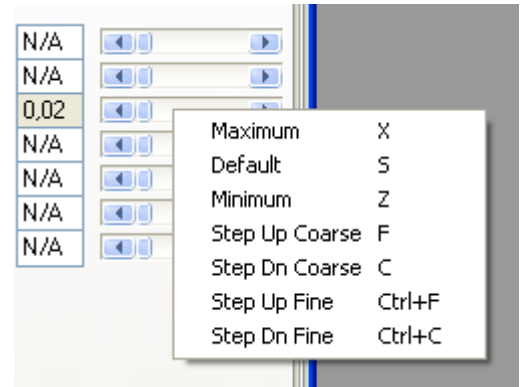 N/A
N/A
0,02
N/A
N/A
N/A
N/A
Maximum X
Default S
Minimum Z
Step Up Coarse F
Step Dn Coarse C
Step Up Fine Ctrl+F
Step Dn Fine Ctrl+C